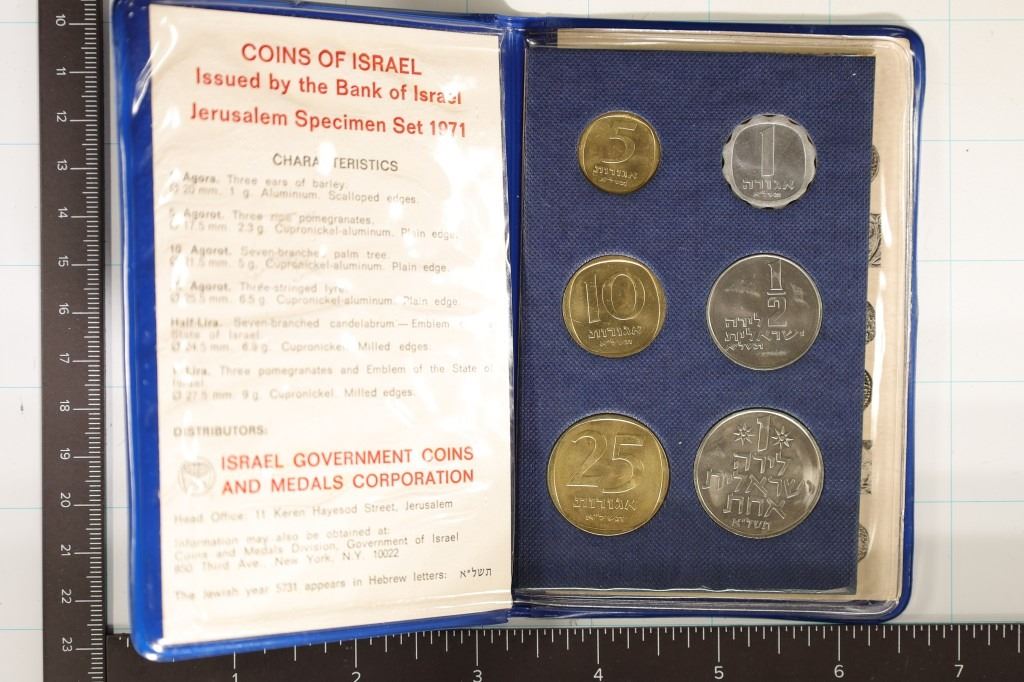 COINS OF ISRAEL
Issued by the Bank of Israel
Jerusalem Specimen Set 1971
CHARACTERISTICS
Agora. Three ears of barley.
Ø 20 mm. 1 g. Aluminium. Scalloped edges.
5 Agorot. Three ripe pomegranates.
Ø 17.5 mm. 2.3 g. Cupronickel-aluminum. Plain edge.
10 Agorot. Seven-branche palm tree.
Ø 21.5 mm. 5 g. Cupronickel-aluminum. Plain edge.
Agorot. Three-stringed lyre.
Ø 25.5 mm. 6.5 g. Cupronickel-aluminum. Plain edge.
Half-Lira. Seven-branched candelabrum — Emblem
State of Israel.
Ø 24.5 mm. 6.8 g. Cupronickel. Milled edges.
Lira. Three pomegranates and Emblem of the State of
Israel.
Ø 27.5 mm. 9 g. Cupronickel. Milled edges.
DISTRIBUTORS:
ISRAEL GOVERNMENT COINS
AND MEDALS CORPORATION
Head Office: 11 Keren Hayesod Street, Jerusalem
Information may also be obtained at:
Coins and Medals Division, Government of Israel
850 Third Ave., New York, N.Y. 10022
The Jewish year 5731 appears in Hebrew letters: תשל״א
5
אגורות
תשל״א
1
אגורה
תשל״א
10
אגורות
תשל״א
1/2
לירה
ישראלית
תשל״א
25
אגורות
תשל״א
1
לירה
ישראלית
אחת
תשל״א
10
11
12
13
14
15
16
17
18
19
20
21
22
23
1
2
3
4
5
6
7